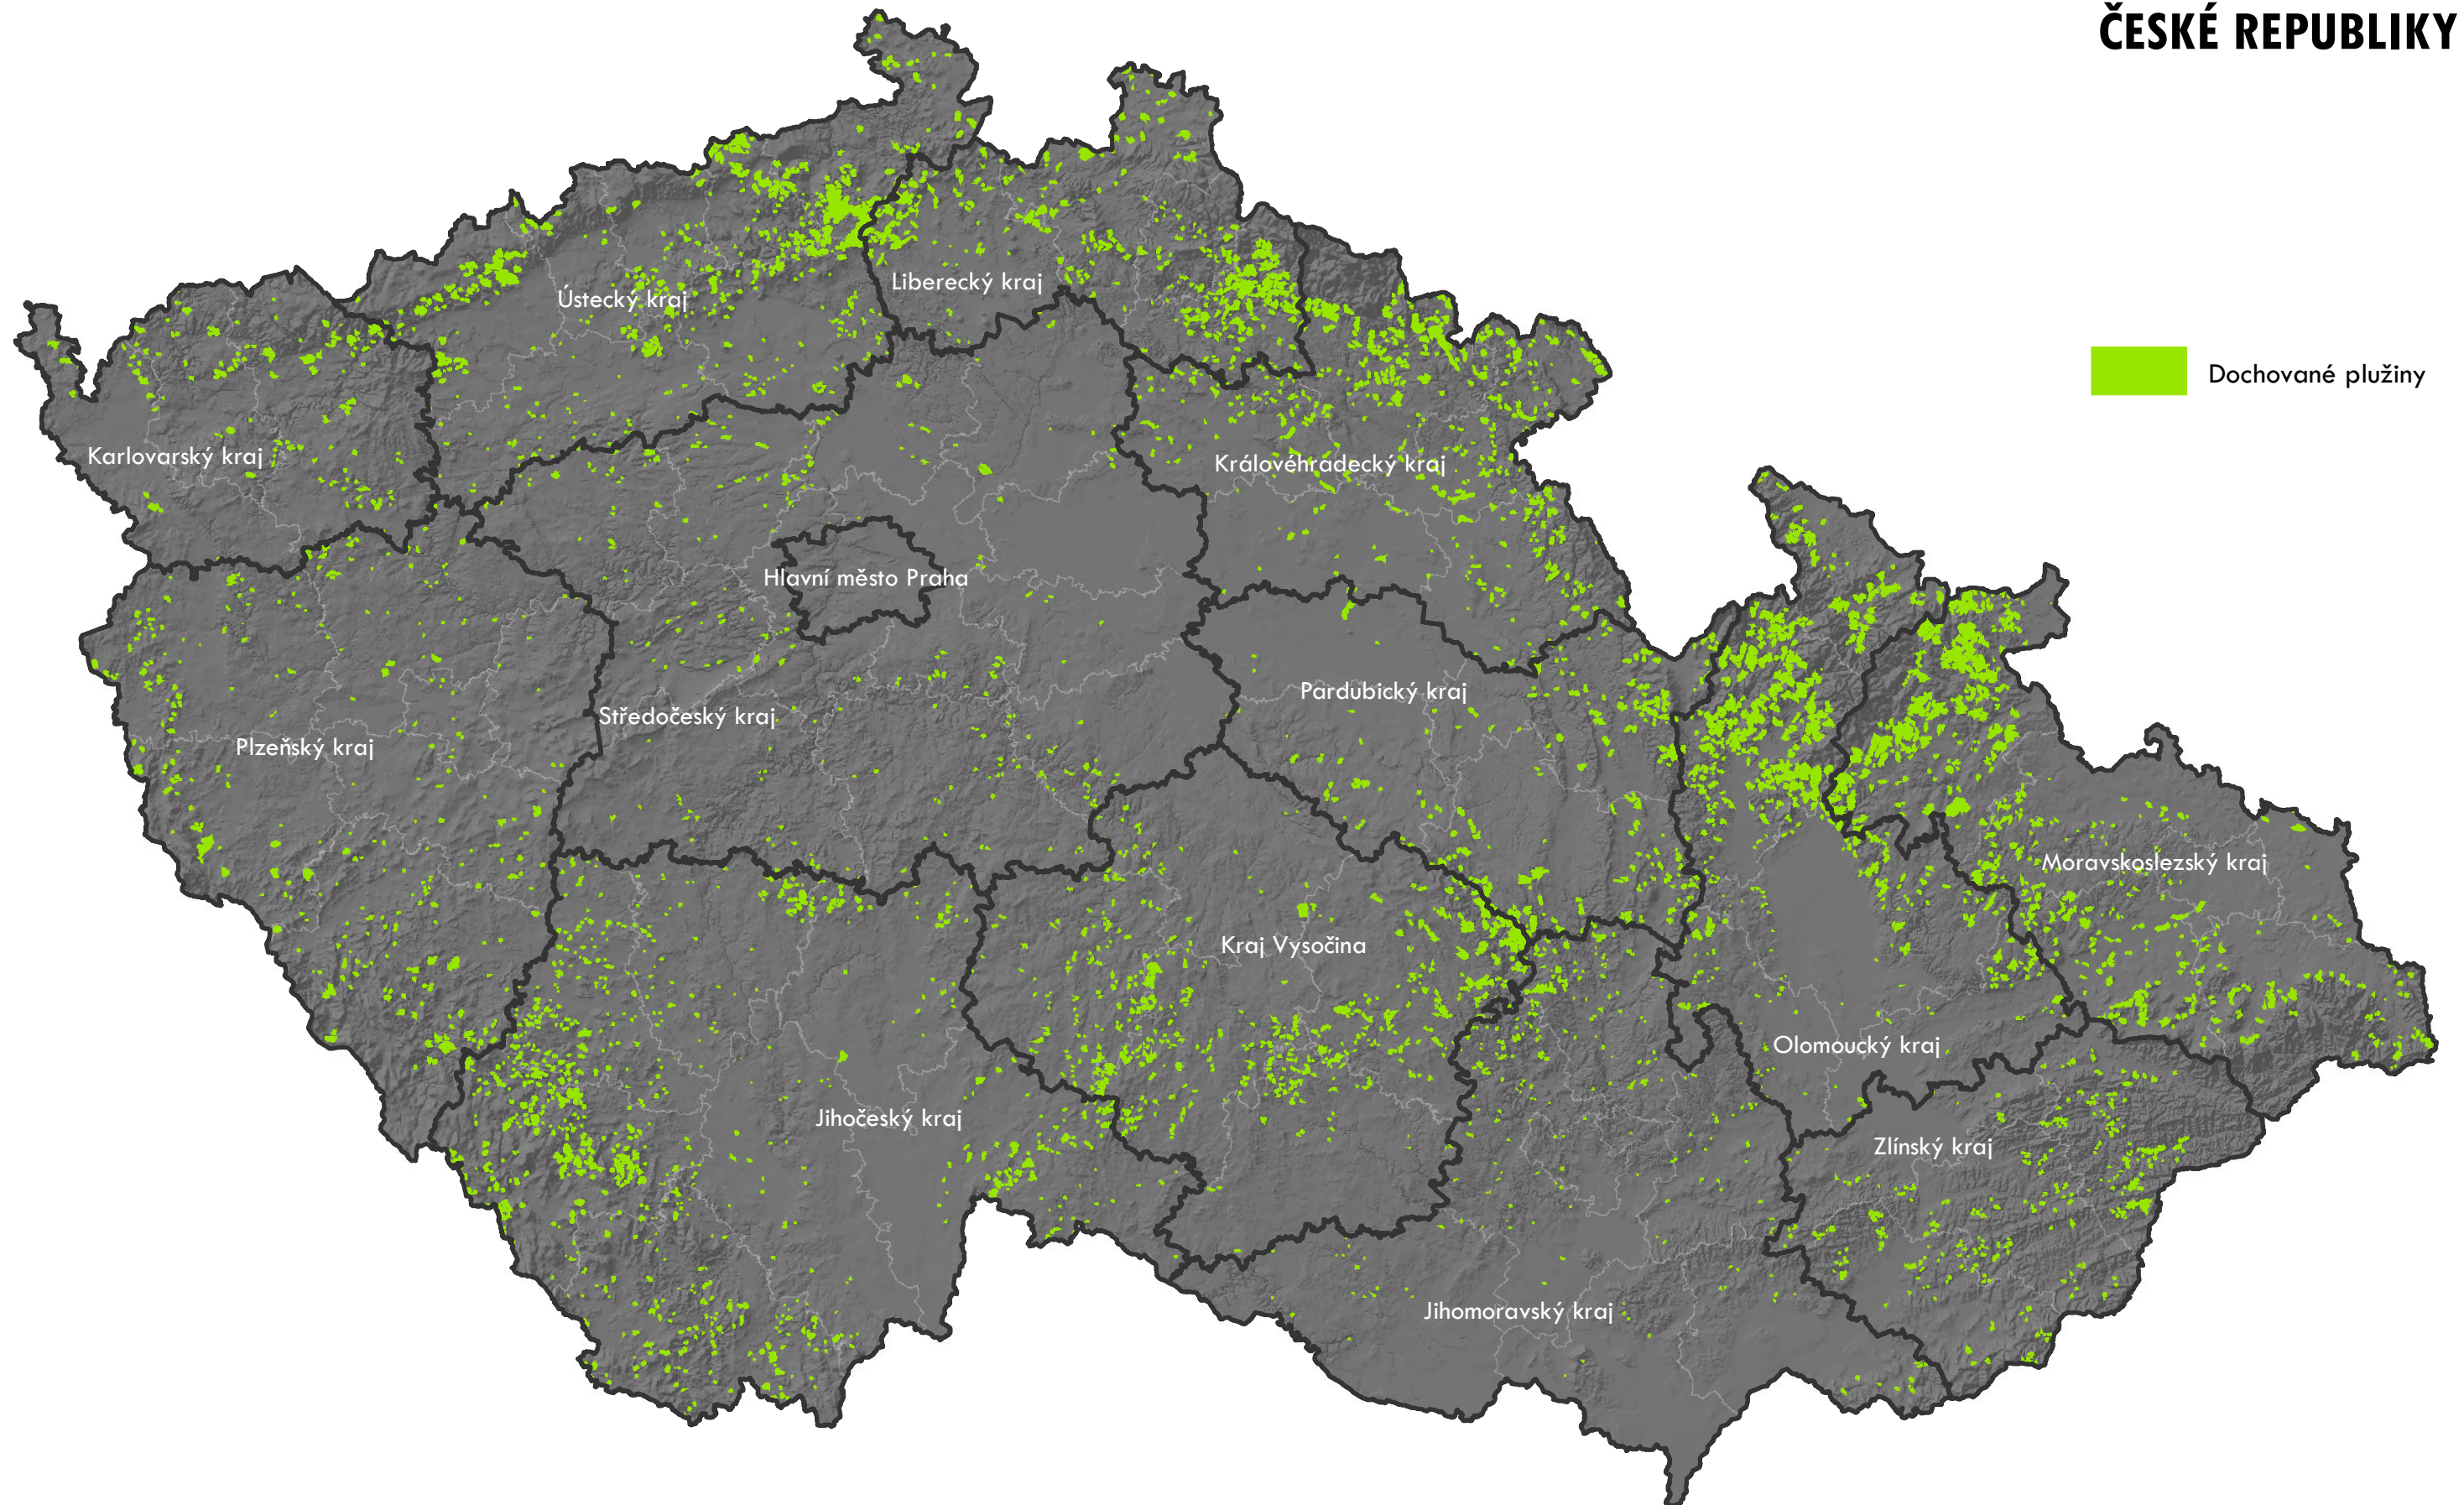 ČESKÉ REPUBLIKY
Liberecký kraj
Ústecký kraj
Dochované plužiny
Karlovarský kraj
Královéhradecký kraj
Hlavní město Praha
Pardubický kraj
Středočeský kraj
Plzeňský kraj
Moravskoslezský kraj
Kraj Vysočina
Olomoucký kraj
Jihočeský kraj
Zlínský kraj
Jihomoravský kraj